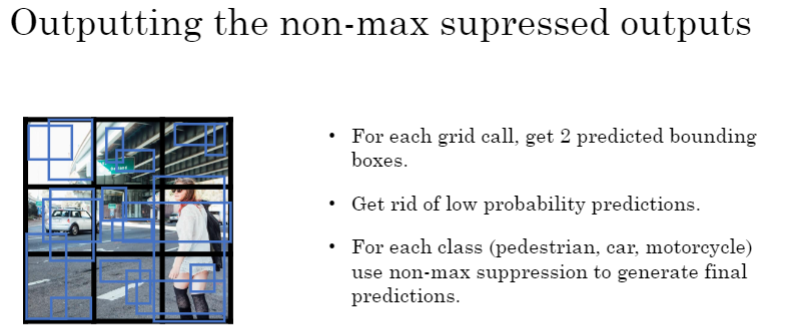 Outputting the non-max supressed outputs
• For each grid call, get 2 predicted bounding
boxes.
• Get rid of low probability predictions.
• For each class (pedestrian, car, motorcycle)
use non-max suppression to generate final
predictions.